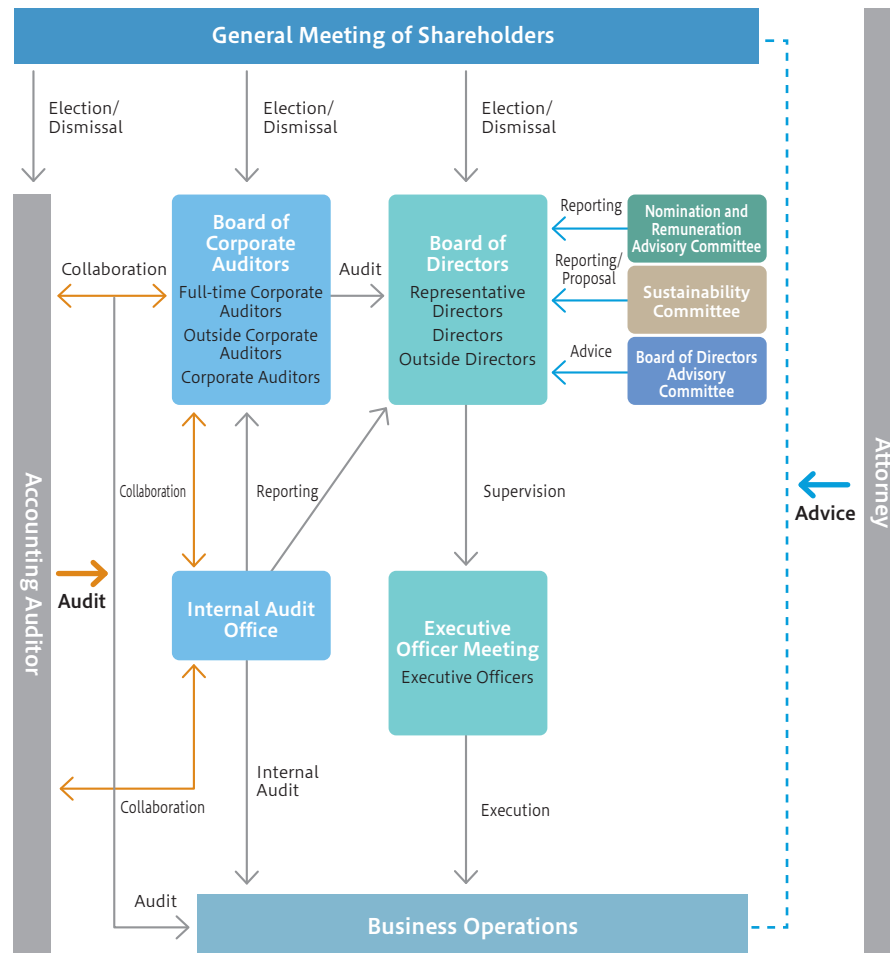 General Meeting of Shareholders
Election/
Dismissal
Election/
Dismissal
Election/
Dismissal
Accounting Auditor
Collaboration
Board of
Corporate
Auditors
Full-time Corporate
Auditors
Outside Corporate
Auditors
Corporate Auditors
Audit
Board of
Directors
Representative
Directors
Directors
Outside Directors
Reporting
Nomination and
Remuneration
Advisory Committee
Reporting/
Proposal
Sustainability
Committee
Advice
Board of Directors
Advisory
Committee
Attorney
Advice
Collaboration
Reporting
Supervision
Audit
Internal Audit
Office
Executive
Officer Meeting
Executive Officers
Internal
Audit
Collaboration
Execution
Audit
Business Operations